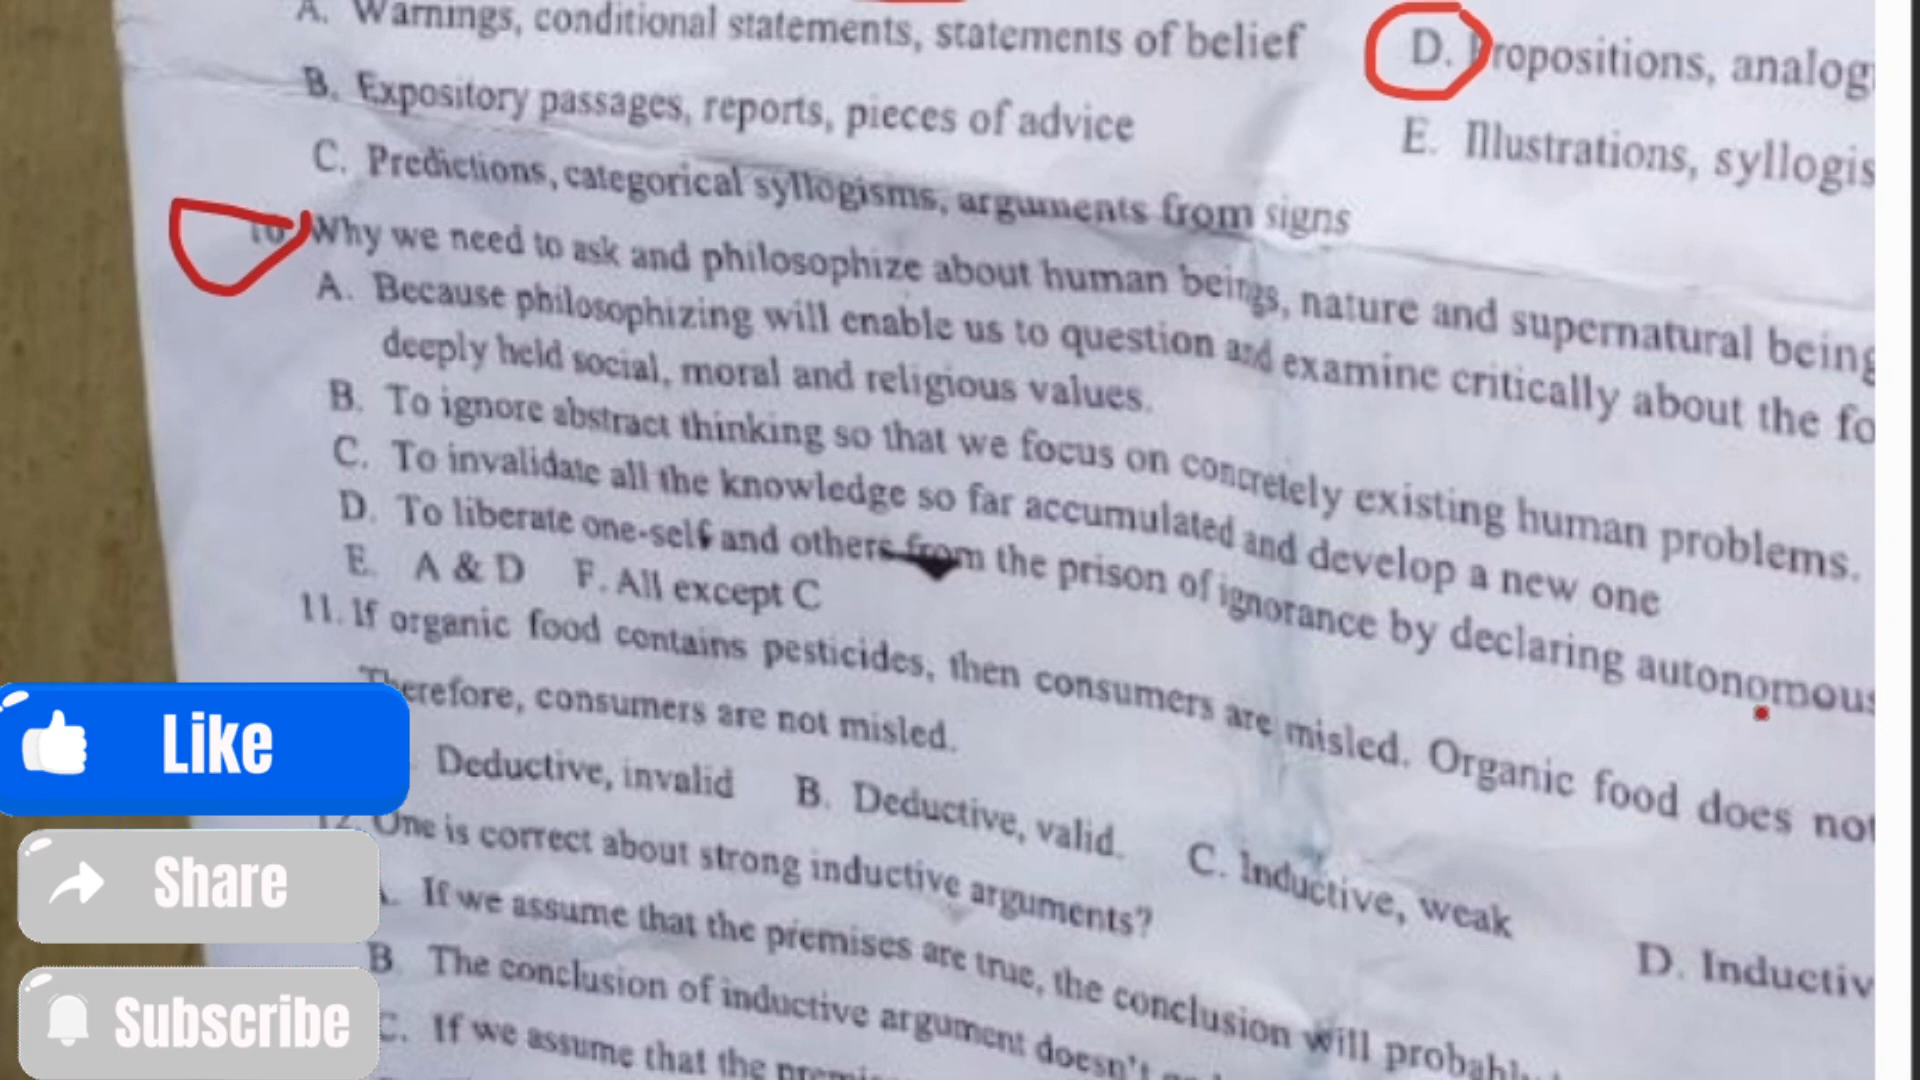 A. Warnings, conditional statements, statements of belief
D. Propositions, analog
B. Expository passages, reports, pieces of advice
E. Illustrations, syllogis
C. Predictions, categorical syllogisms, arguments from signs
10. Why we need to ask and philosophize about human beings, nature and supernatural being
A. Because philosophizing will enable us to question and examine critically about the fo
deeply held social, moral and religious values.
B. To ignore abstract thinking so that we focus on concretely existing human problems.
C. To invalidate all the knowledge so far accumulated and develop a new one
D. To liberate one-self and others from the prison of ignorance by declaring autonomous
E. A & D F. All except C
11. If organic food contains pesticides, then consumers are misled. Organic food does not
Therefore, consumers are not misled.
Deductive, invalid B. Deductive, valid. C. Inductive, weak D. Inductiv
12. One is correct about strong inductive arguments?
If we assume that the premises are true, the conclusion will probably
B. The conclusion of inductive argument doesn't
C. If we assume that the
Like
Share
Subscribe